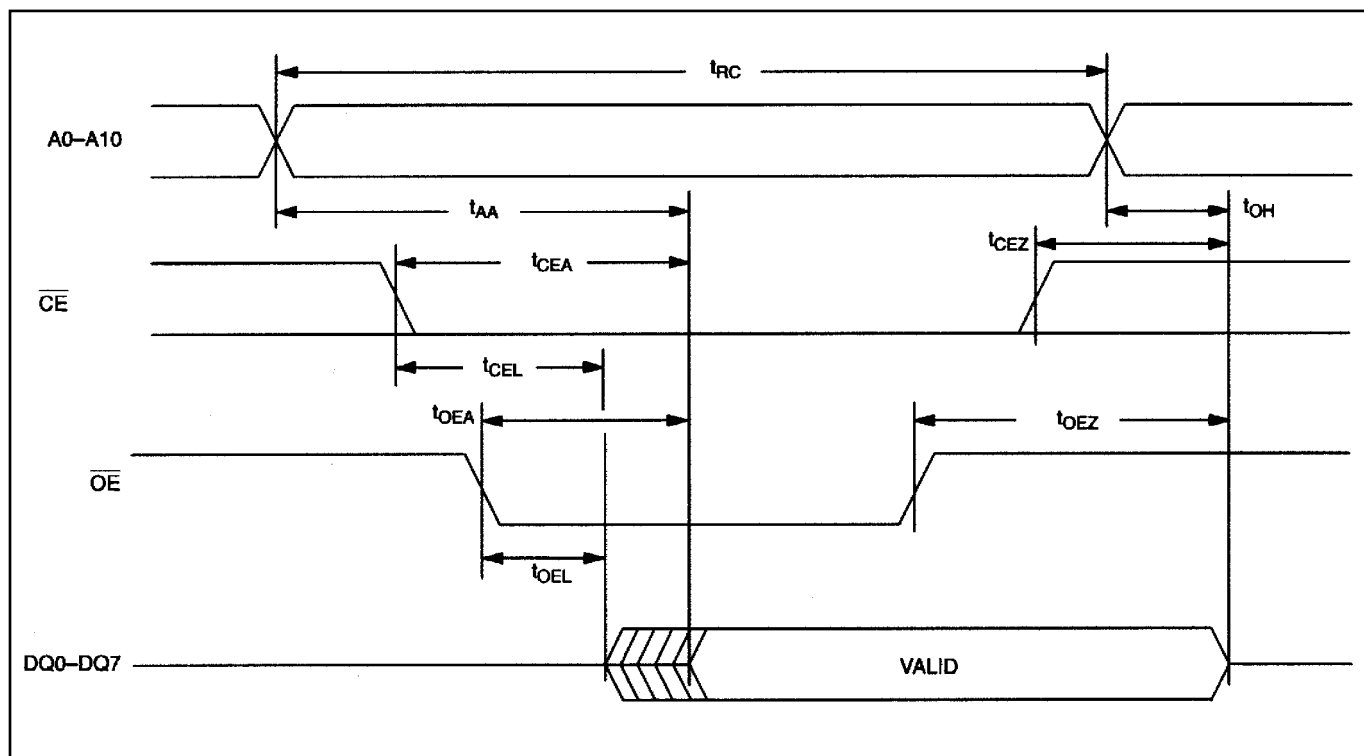 tRC
A0–A10
tAA
tOH
tCEZ
tCEA
CE
tCEL
tOEA
tOEZ
OE
tOEL
DQ0–DQ7
VALID